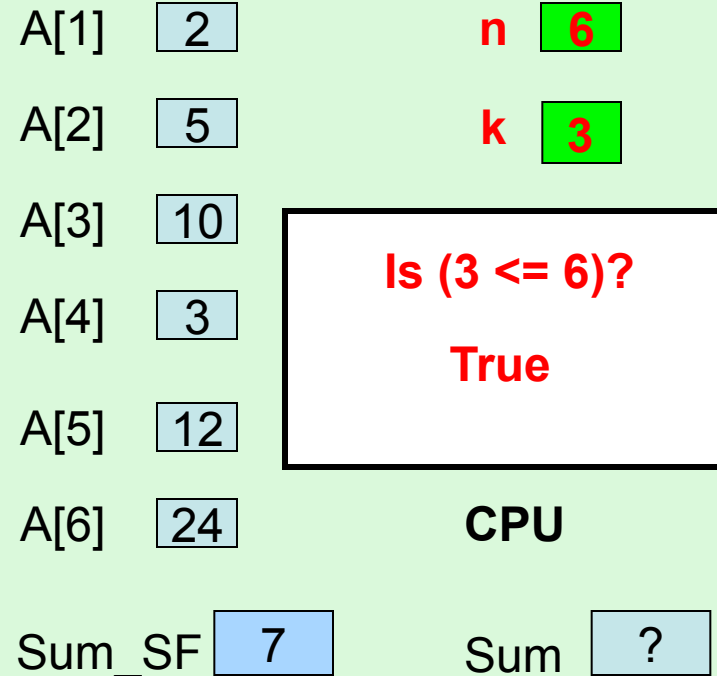 A[1] 2 n 6
A[2] 5 k 3
A[3] 10
Is (3 <= 6)?
A[4] 3
True
A[5] 12
A[6] 24 CPU
Sum_SF 7 Sum ?